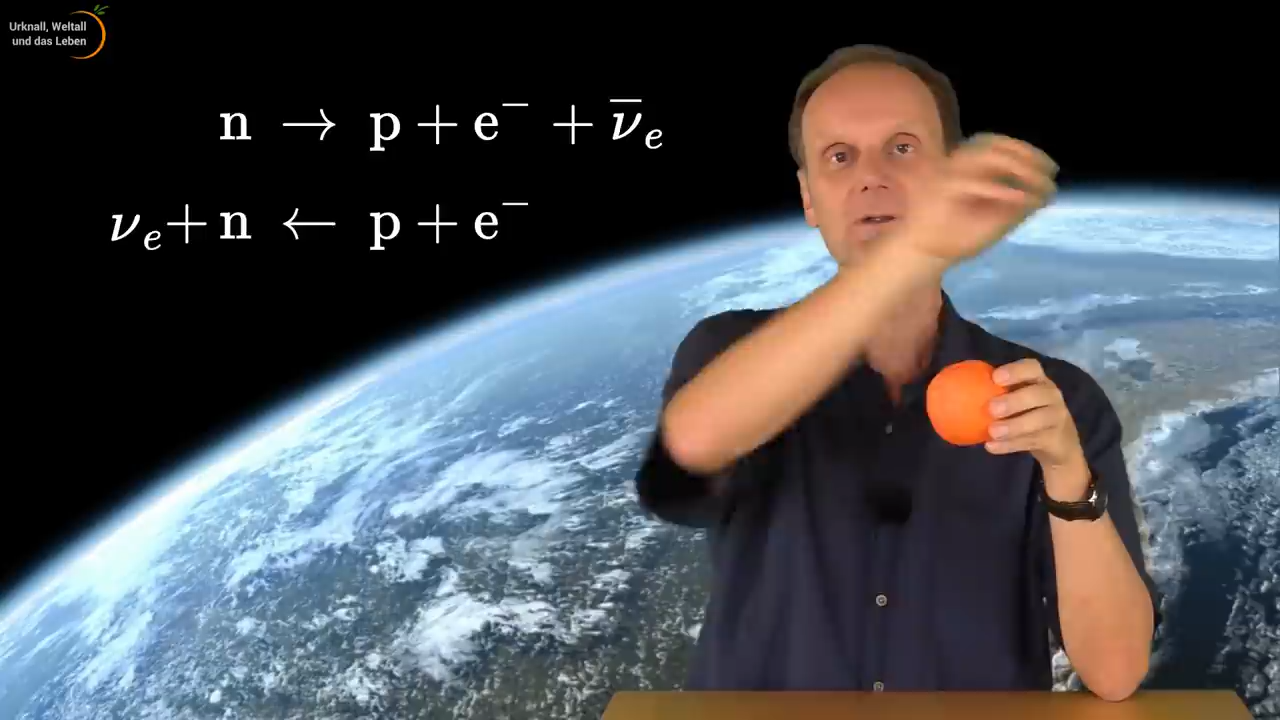 Urknall, Weltall
und das Leben
n → p + e⁻ + ν̅ₑ
νₑ + n ← p + e⁻